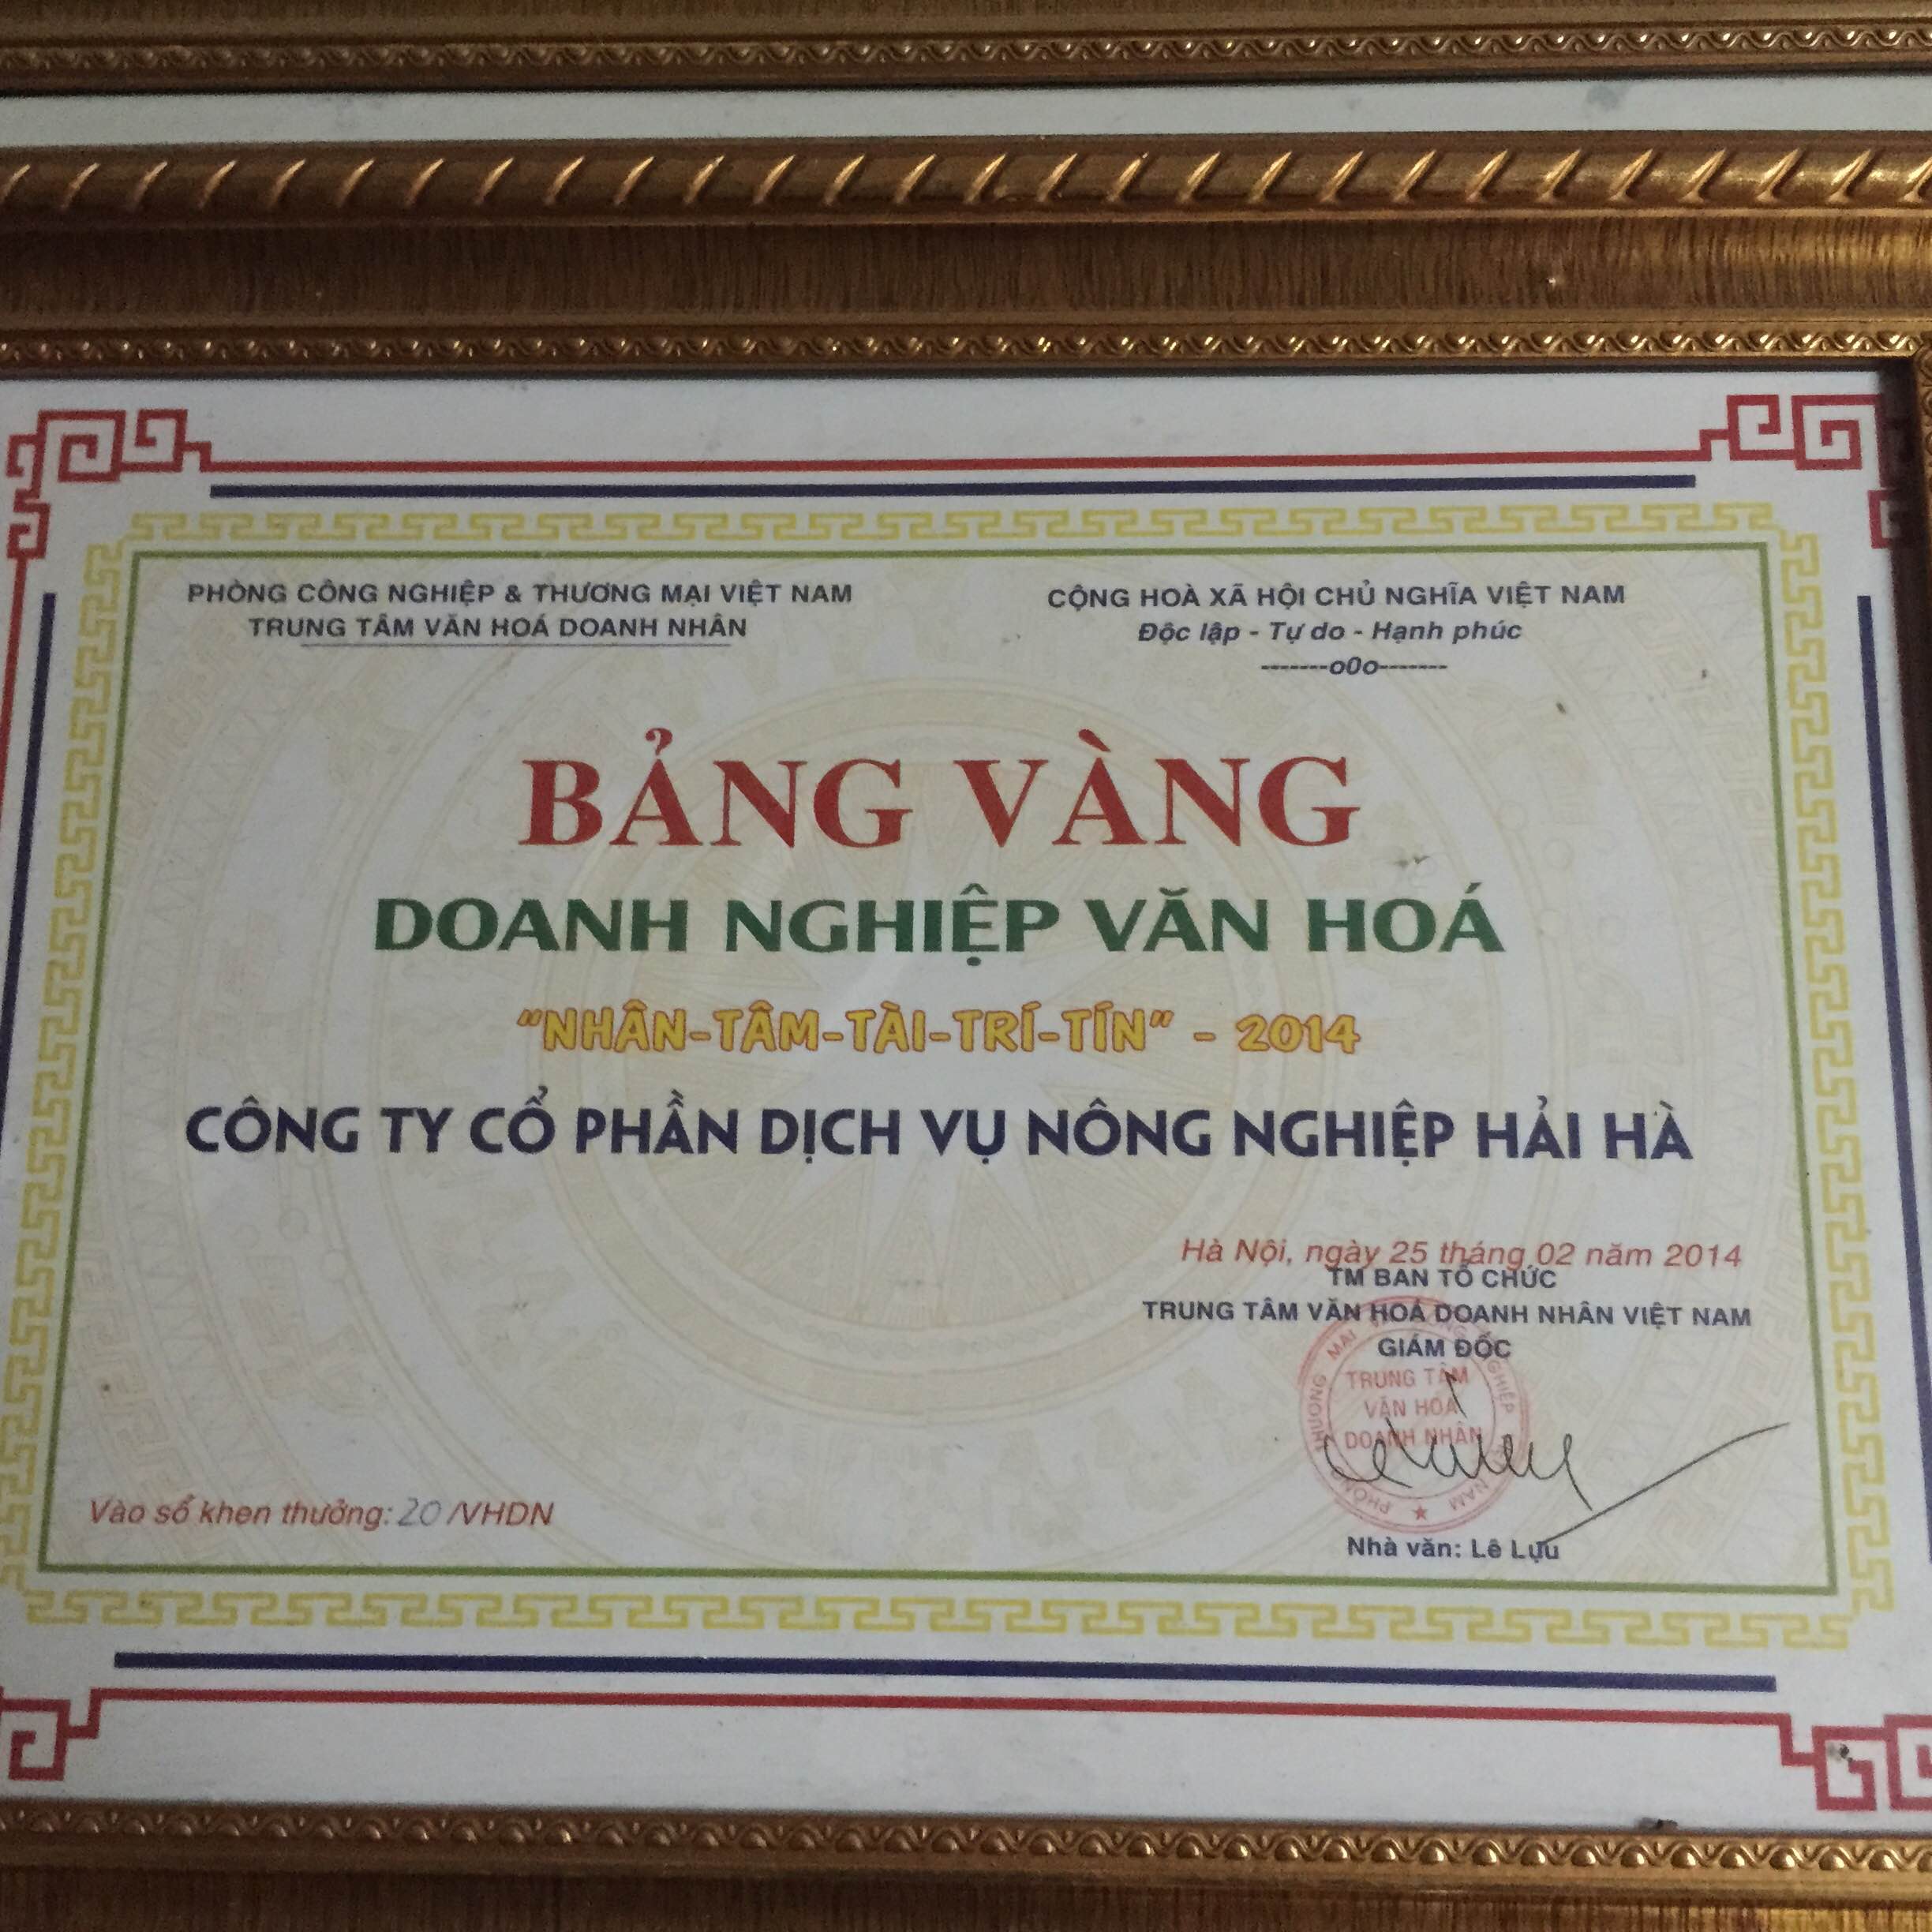 PHÒNG CÔNG NGHIỆP & THƯƠNG MẠI VIỆT NAM
TRUNG TÂM VĂN HOÁ DOANH NHÂN
CỘNG HOÀ XÃ HỘI CHỦ NGHĨA VIỆT NAM
Độc lập - Tự do - Hạnh phúc
-------o0o-------
BẢNG VÀNG
DOANH NGHIỆP VĂN HOÁ
"NHÂN-TÂM-TÀI-TRÍ-TÍN" - 2014
CÔNG TY CỔ PHẦN DỊCH VỤ NÔNG NGHIỆP HẢI HÀ
Hà Nội, ngày 25 tháng 02 năm 2014
TM BAN TỔ CHỨC
TRUNG TÂM VĂN HOÁ DOANH NHÂN VIỆT NAM
GIÁM ĐỐC
TRUNG TÂM
VĂN HOÁ
DOANH NHÂN
Vào sổ khen thưởng: 20 /VHDN
Nhà văn: Lê Lựu